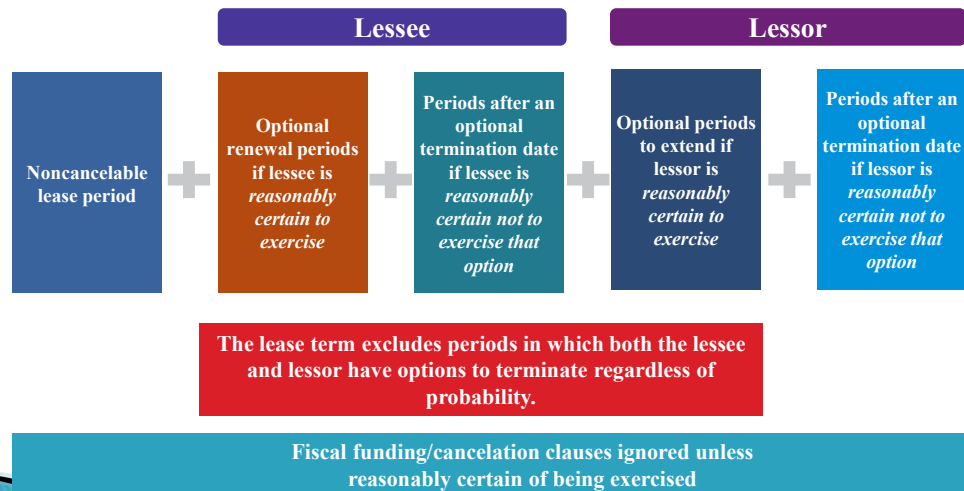 Lessee
Lessor
Noncancelable
lease period
Optional
renewal periods
if lessee is
reasonably
certain to
exercise
Periods after an
optional
termination date
if lessee is
reasonably
certain not to
exercise that
option
Optional periods
to extend if
lessor is
reasonably
certain to
exercise
Periods after an
optional
termination date
if lessor is
reasonably
certain not to
exercise that
option
The lease term excludes periods in which both the lessee
and lessor have options to terminate regardless of
probability.
Fiscal funding/cancelation clauses ignored unless
reasonably certain of being exercised